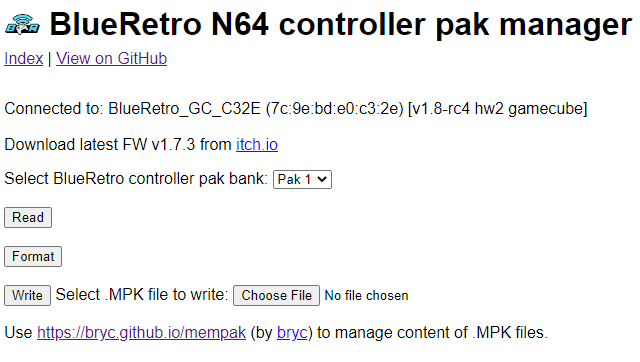 BlueRetro N64 controller pak manager
Index | View on GitHub
Connected to: BlueRetro_GC_C32E (7c:9e:bd:e0:c3:2e) [v1.8-rc4 hw2 gamecube]
Download latest FW v1.7.3 from itch.io
Select BlueRetro controller pak bank: Pak 1
Read
Format
Write Select .MPK file to write: Choose File No file chosen
Use https://bryc.github.io/mempak (by bryc) to manage content of .MPK files.